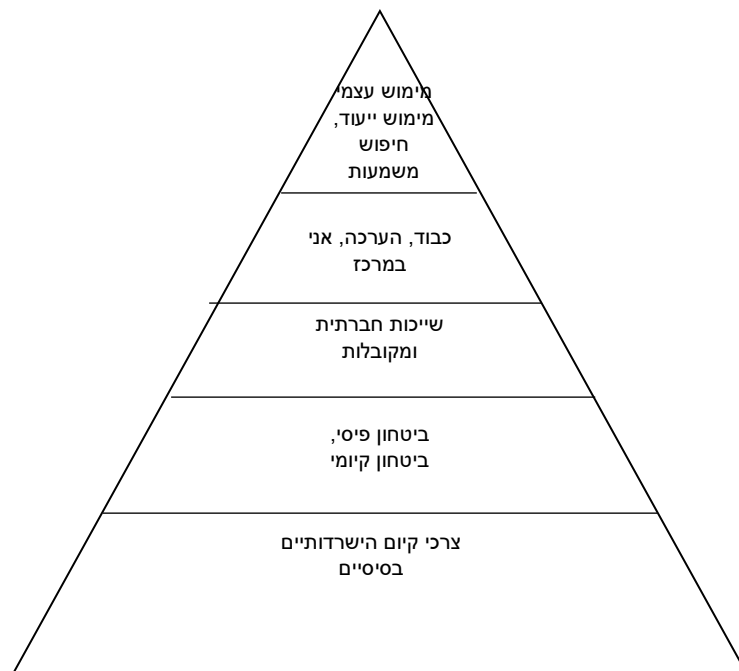 מימוש עצמי
מימוש ייעוד,
חיפוש
משמעות
כבוד, הערכה, אני
במרכז
שייכות חברתית
ומקובלות
ביטחון פיסי,
ביטחון קיומי
צרכי קיום הישרדותיים
בסיסיים